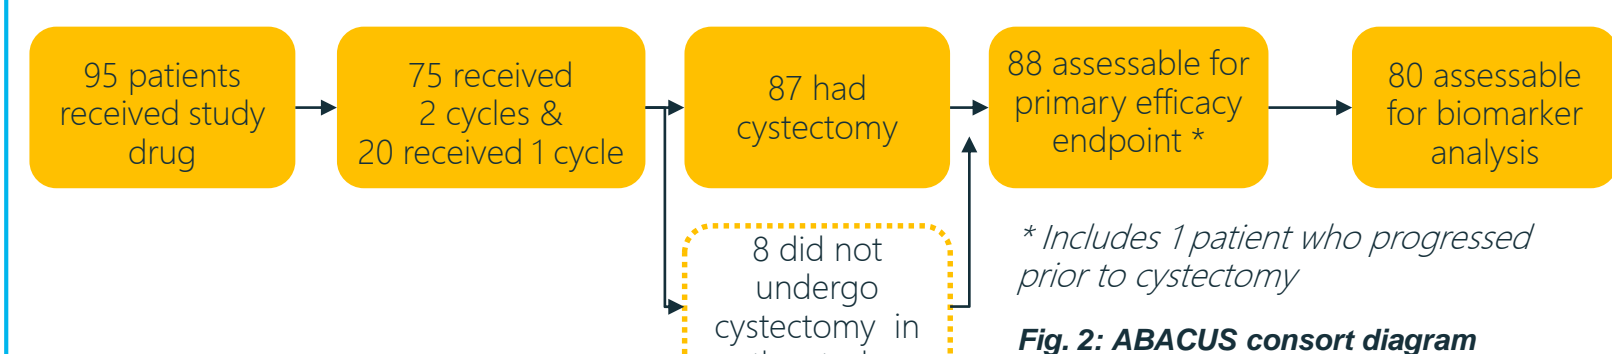 95 patients
received study
drug
75 received
2 cycles &
20 received 1 cycle
87 had
cystectomy
88 assessable for
primary efficacy
endpoint *
80 assessable
for biomarker
analysis
8 did not
undergo
cystectomy in
* Includes 1 patient who progressed
prior to cystectomy
Fig. 2: ABACUS consort diagram